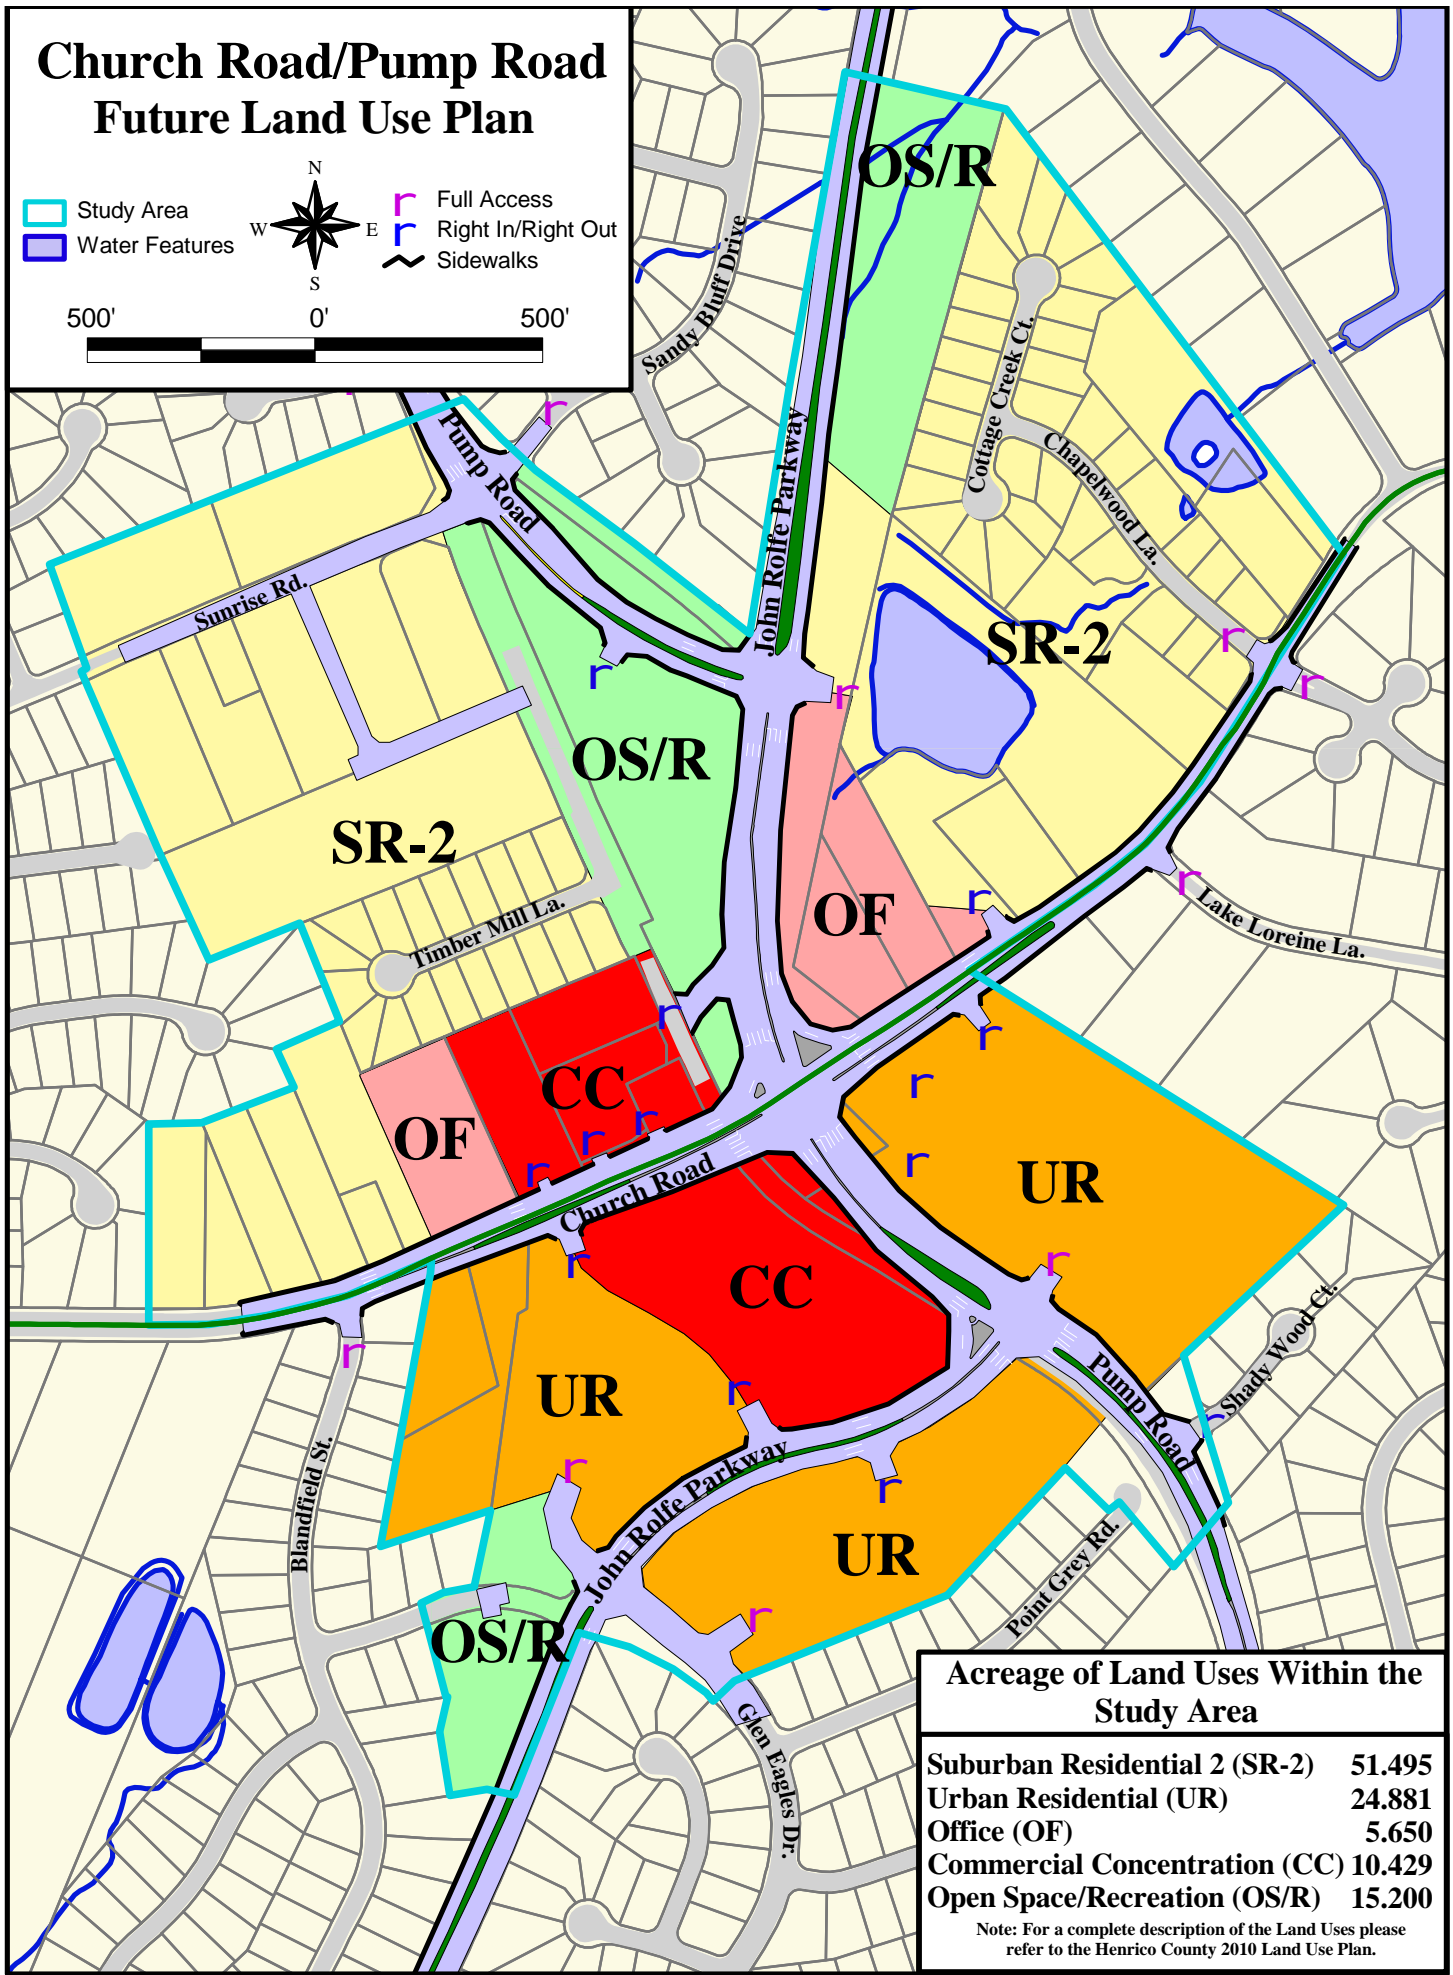 Church Road/Pump Road
Future Land Use Plan
N
W
E
S
Study Area
Water Features
r Full Access
r Right In/Right Out
Sidewalks
500'
0'
500'
OS/R
Sandy Bluff Drive
Cottage Creek Ct.
r
Pump Road
John Rolfe Parkway
Chapelwood La.
Sunrise Rd.
SR-2
r
r
r
r
OS/R
SR-2
r
r
OF
Timber Mill La.
Lake Loreine La.
r
r
r
CC
OF
r
r
r
r
UR
Church Road
r
r
CC
Shady Wood Ct.
r
Pump Road
r
UR
r
r
John Rolfe Parkway
r
Blandfield St.
UR
Point Grey Rd.
John Rolfe Parkway
r
OS/R
Glen Eagles Dr.
Acreage of Land Uses Within the
Study Area
Suburban Residential 2 (SR-2) 51.495
Urban Residential (UR) 24.881
Office (OF) 5.650
Commercial Concentration (CC) 10.429
Open Space/Recreation (OS/R) 15.200
Note: For a complete description of the Land Uses please
refer to the Henrico County 2010 Land Use Plan.